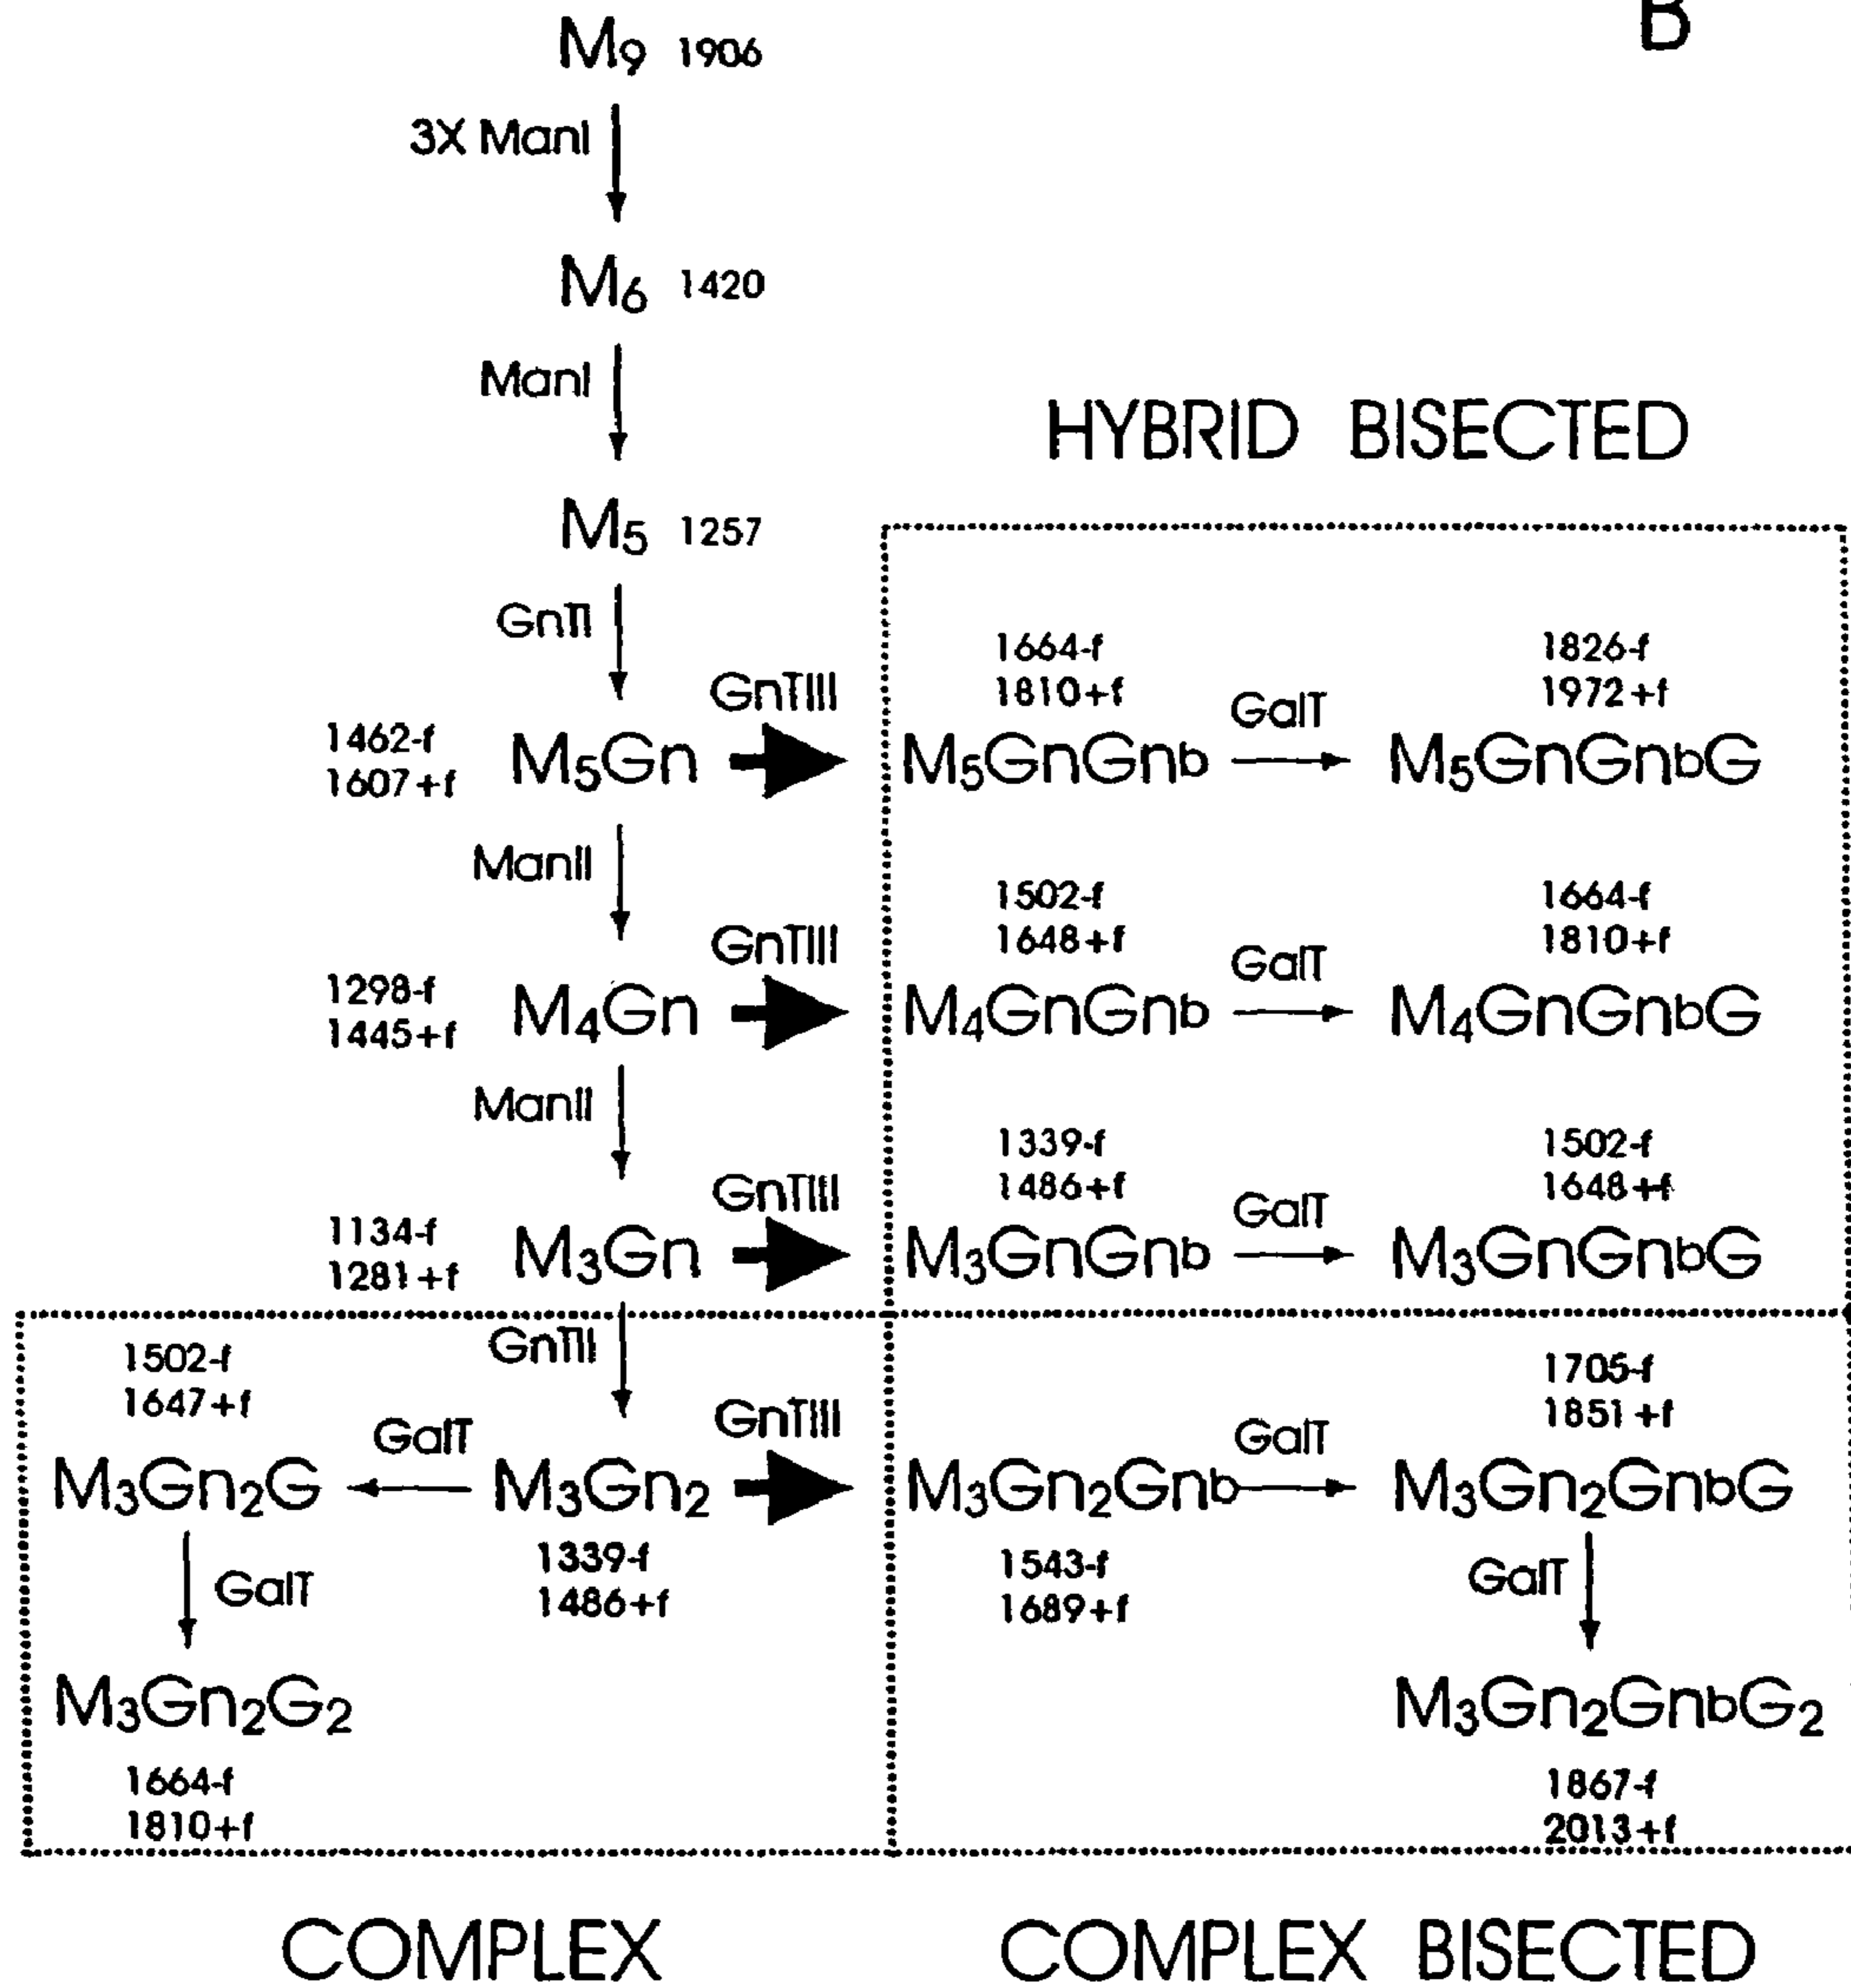 B
M9 1906
3X ManI
M6 1420
ManI
HYBRID BISECTED
M5 1257
GnTI
1664-f 1826-f
1810+f 1972+f
GnTIII GalT
1462-f
1607+f
M5Gn M5GnGnb M5GnGnbG
ManII
1502-f 1664-f
1648+f 1810+f
GnTIII GalT
1298-f
1445+f
M4Gn M4GnGnb M4GnGnbG
ManII
1339-f 1502-f
1486+f 1648+f
GnTIII GalT
1134-f
1281+f
M3Gn M3GnGnb M3GnGnbG
GnTII
1502-f 1705-f
1647+f 1851+f
GalT GnTIII GalT
M3Gn2G M3Gn2 M3Gn2Gnb M3Gn2GnbG
1339-f 1543-f
1486+f 1689+f
GalT GalT
M3Gn2G2 M3Gn2GnbG2
1664-f 1867-f
1810+f 2013+f
COMPLEX COMPLEX BISECTED